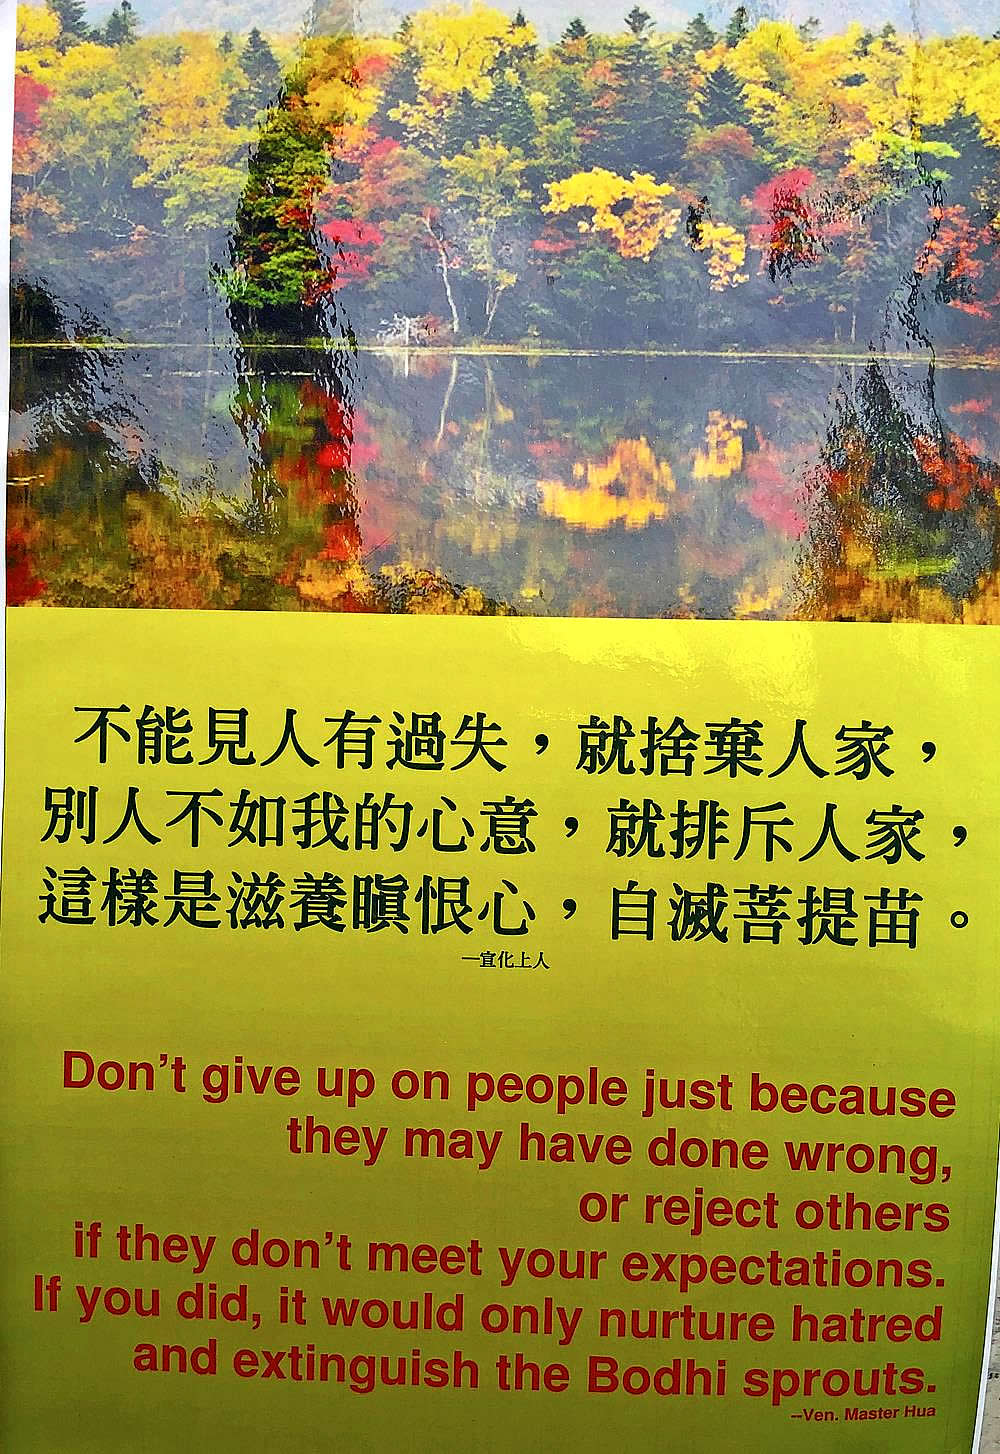 不能見人有過失，就捨棄人家，
別人不如我的心意，就排斥人家，
這樣是滋養瞋恨心，自滅菩提苗。
—宣化上人
Don’t give up on people just because
they may have done wrong,
or reject others
if they don’t meet your expectations.
If you did, it would only nurture hatred
and extinguish the Bodhi sprouts.
--Ven. Master Hua